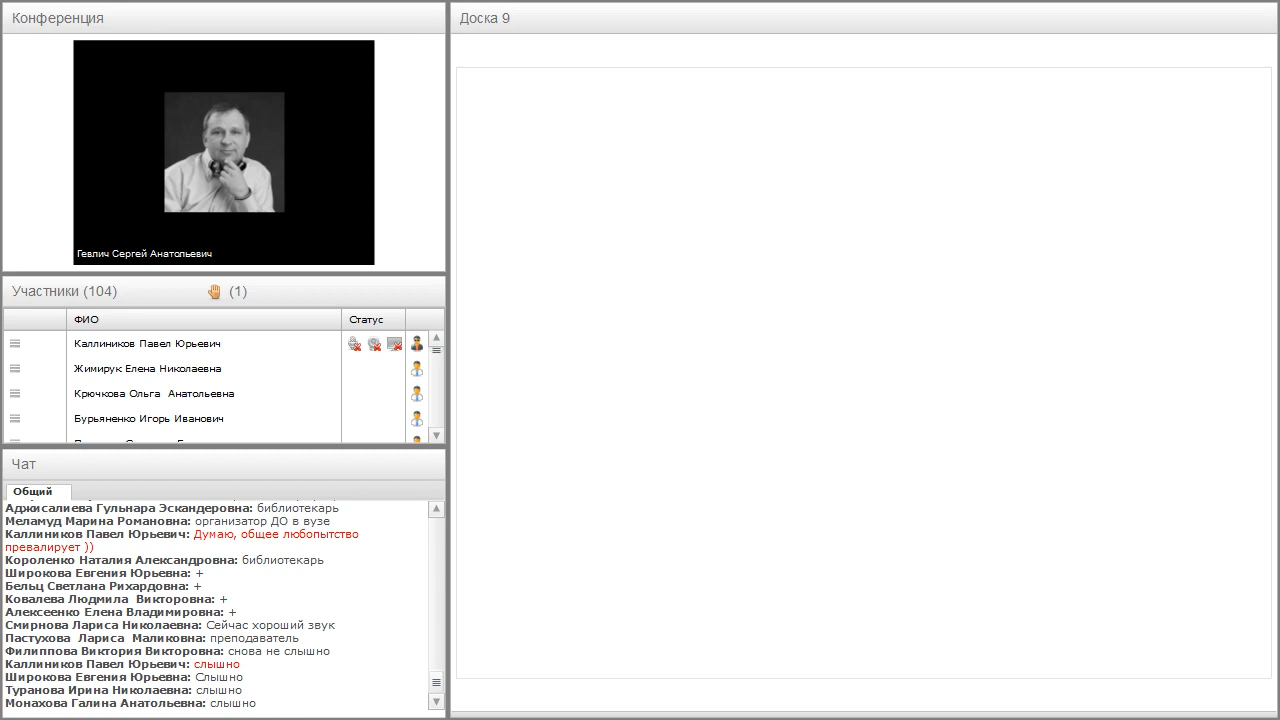 Конференция
Гевлич Сергей Анатольевич
Участники (104) (1)
ФИО Статус
Каллиников Павел Юрьевич
Жимирук Елена Николаевна
Крючкова Ольга Анатольевна
Бурьяненко Игорь Иванович
Чат
Общий
Аджисалиева Гульнара Эскандеровна: библиотекарь
Меламуд Марина Романовна: организатор ДО в вузе
Каллиников Павел Юрьевич: Думаю, общее любопытство
превалирует ))
Короленко Наталия Александровна: библиотекарь
Широкова Евгения Юрьевна: +
Бельц Светлана Рихардовна: +
Ковалева Людмила Викторовна: +
Алексеенко Елена Владимировна: +
Смирнова Лариса Николаевна: Сейчас хороший звук
Пастухова Лариса Маликовна: преподаватель
Филиппова Виктория Викторовна: снова не слышно
Каллиников Павел Юрьевич: слышно
Широкова Евгения Юрьевна: Слышно
Туранова Ирина Николаевна: слышно
Монахова Галина Анатольевна: слышно
Доска 9